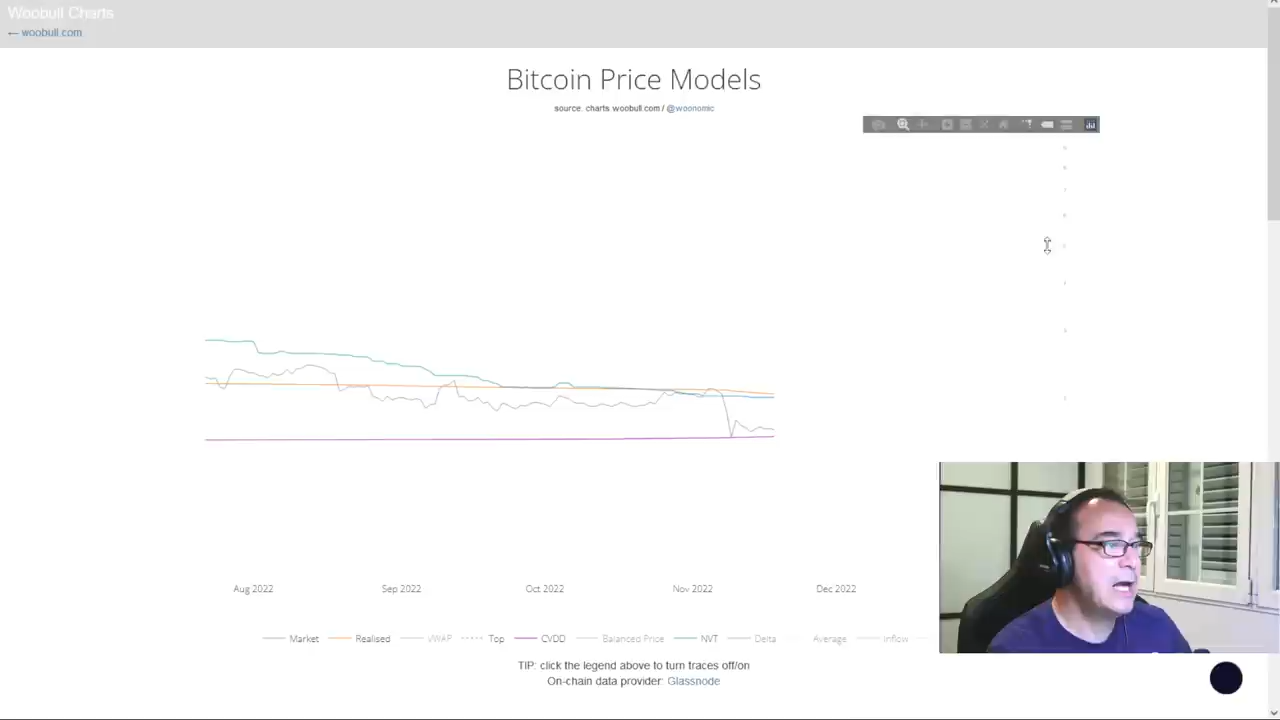 Woobull Charts
← woobull.com
Bitcoin Price Models
source: charts.woobull.com / @woonomic
Aug 2022
Sep 2022
Oct 2022
Nov 2022
Dec 2022
Market
Realised
VWAP
Top
CVDD
Balanced Price
NVT
Delta
Average
Inflow
TIP: click the legend above to turn traces off/on
On-chain data provider: Glassnode